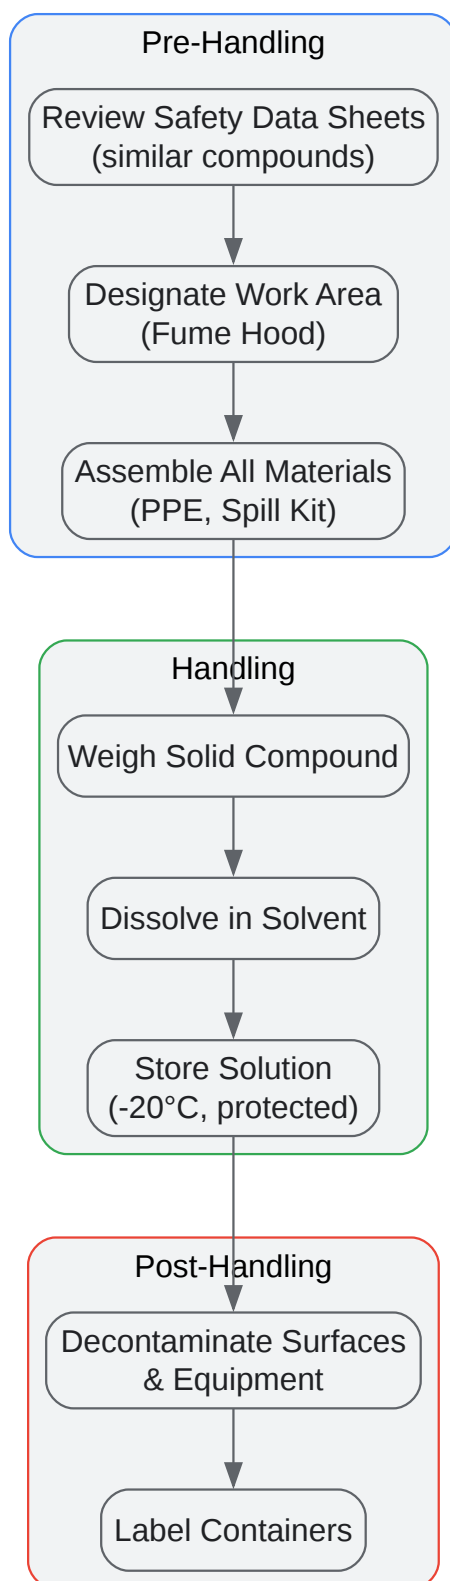 Pre-Handling
Review Safety Data Sheets
(similar compounds)
Designate Work Area
(Fume Hood)
Assemble All Materials
(PPE, Spill Kit)
Handling
Weigh Solid Compound
Dissolve in Solvent
Store Solution
(-20°C, protected)
Post-Handling
Decontaminate Surfaces
& Equipment
Label Containers